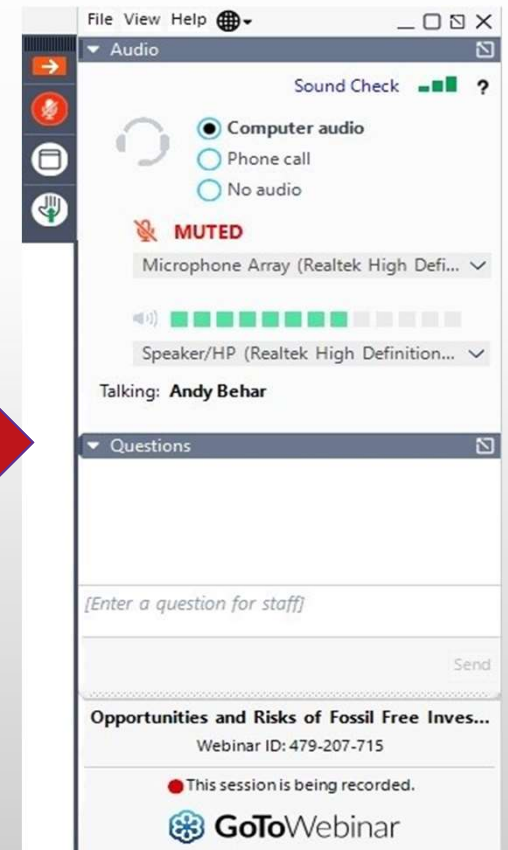 File View Help
Audio
Sound Check ?
Computer audio
Phone call
No audio
MUTED
Microphone Array (Realtek High Defi...
Speaker/HP (Realtek High Definition...
Talking: Andy Behar
Questions
[Enter a question for staff]
Send
Opportunities and Risks of Fossil Free Inves...
Webinar ID: 479-207-715
This session is being recorded.
GoToWebinar